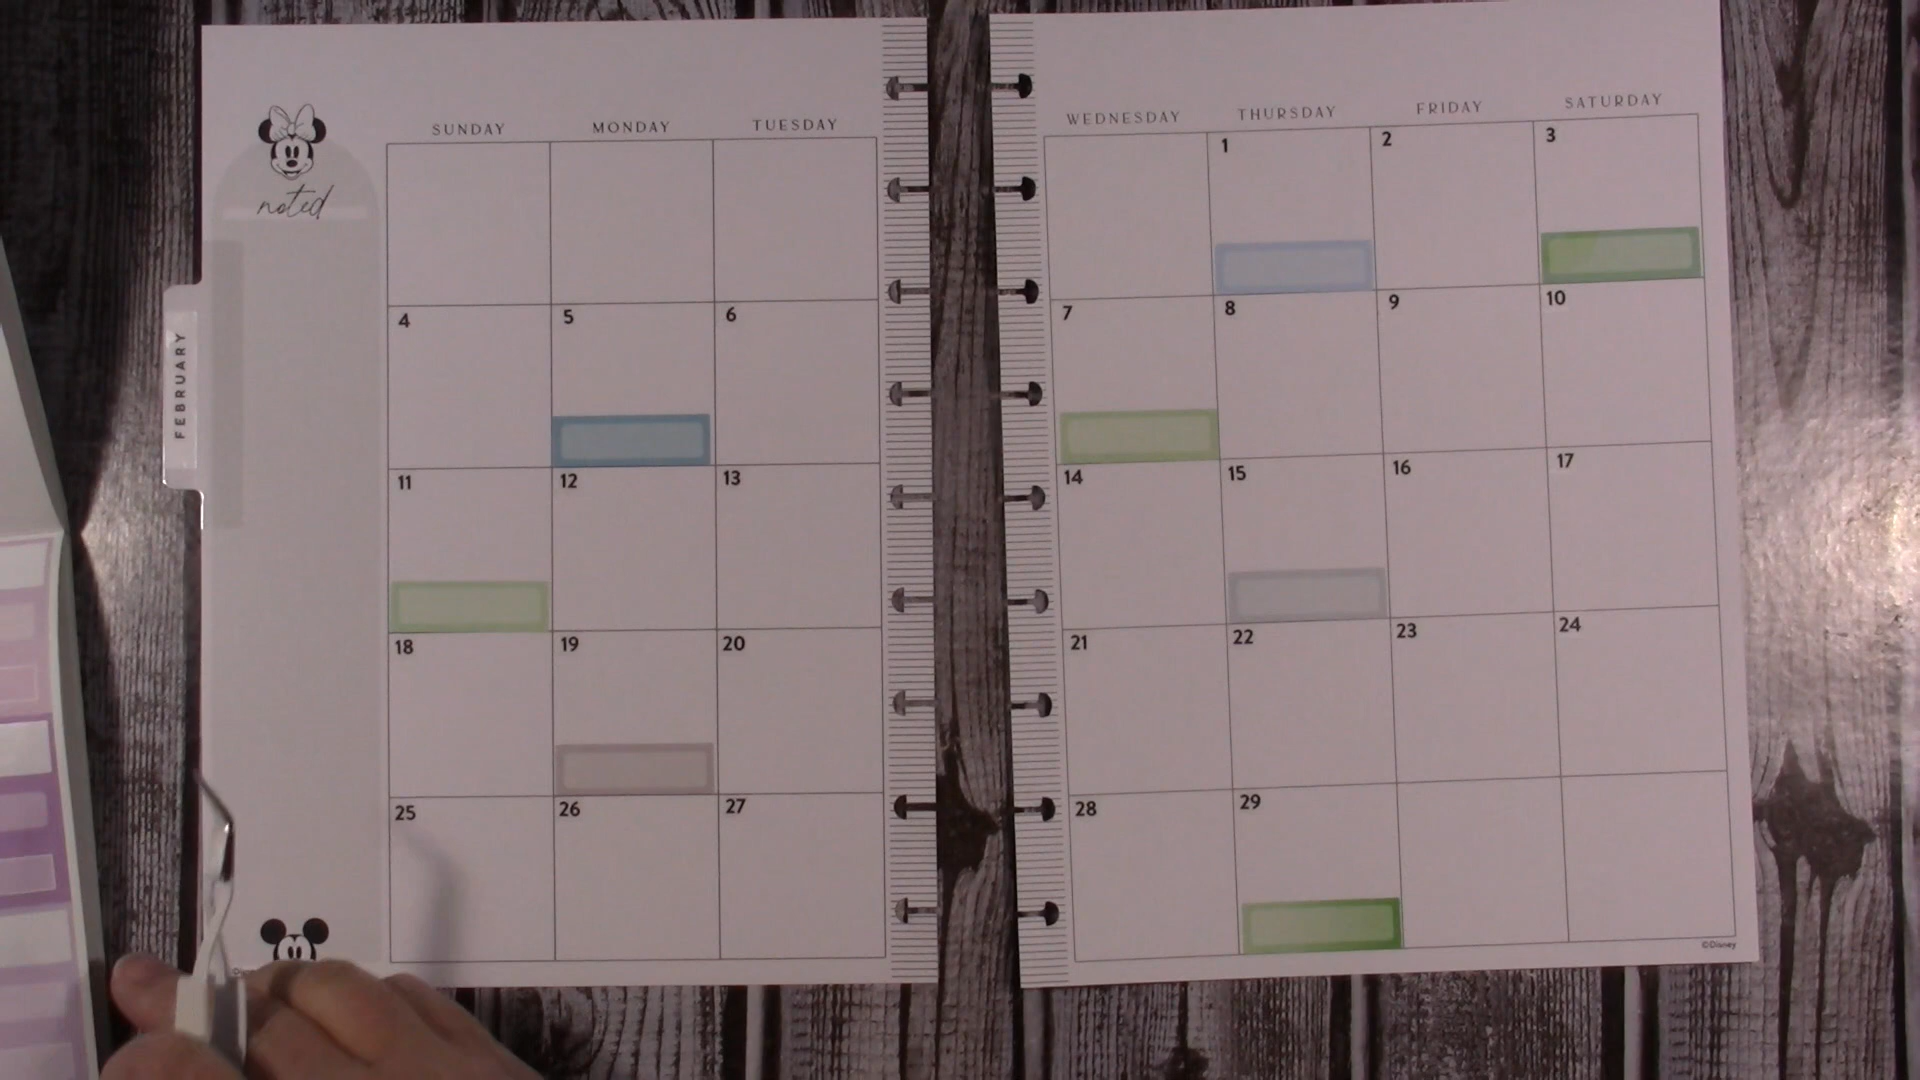 noted
FEBRUARY
SUNDAY MONDAY TUESDAY WEDNESDAY THURSDAY FRIDAY SATURDAY
1 2 3
4 5 6 7 8 9 10
11 12 13 14 15 16 17
18 19 20 21 22 23 24
25 26 27 28 29
©Disney